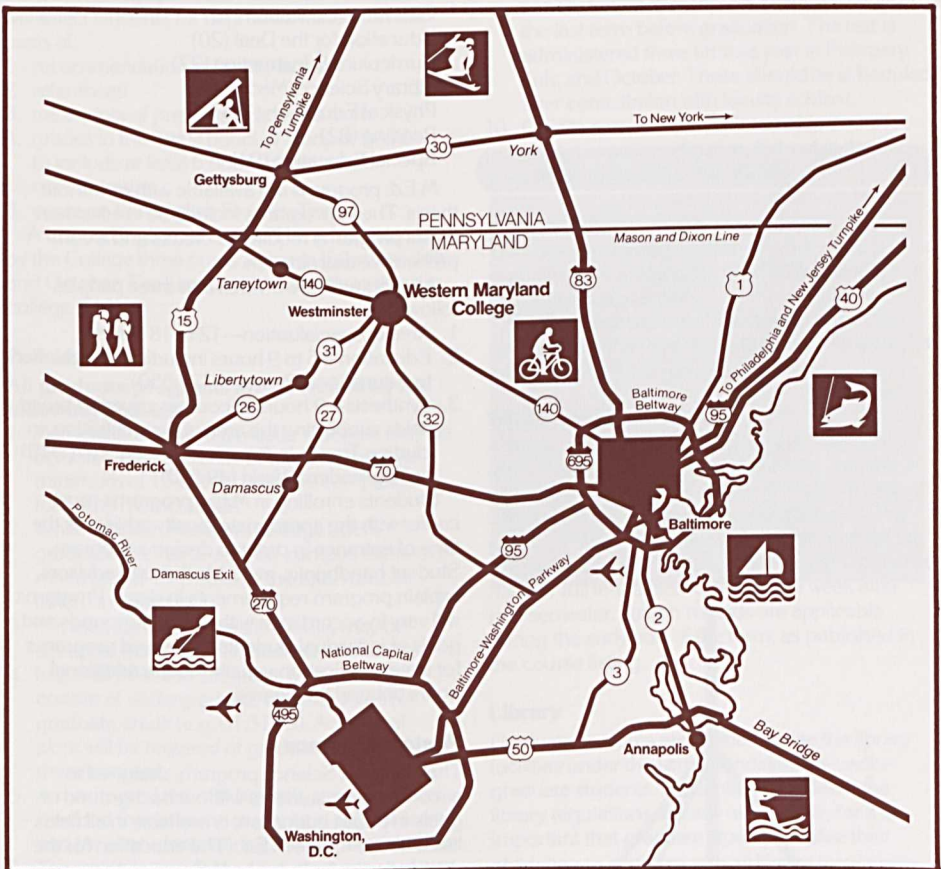 To Pennsylvania
Turnpike
To New York
30
York
Gettysburg
97
PENNSYLVANIA
MARYLAND
Mason and Dixon Line
Taneytown
140
Western Maryland
College
Westminster
83
1
To Philadelphia and New Jersey Turnpike
40
15
31
Libertytown
26
27
32
140
Baltimore
Beltway
95
695
Frederick
70
Damascus
Baltimore
Potomac River
95
Damascus Exit
270
Baltimore-Washington Parkway
2
National Capital
Beltway
3
495
50
Annapolis
Bay Bridge
Washington,
D.C.